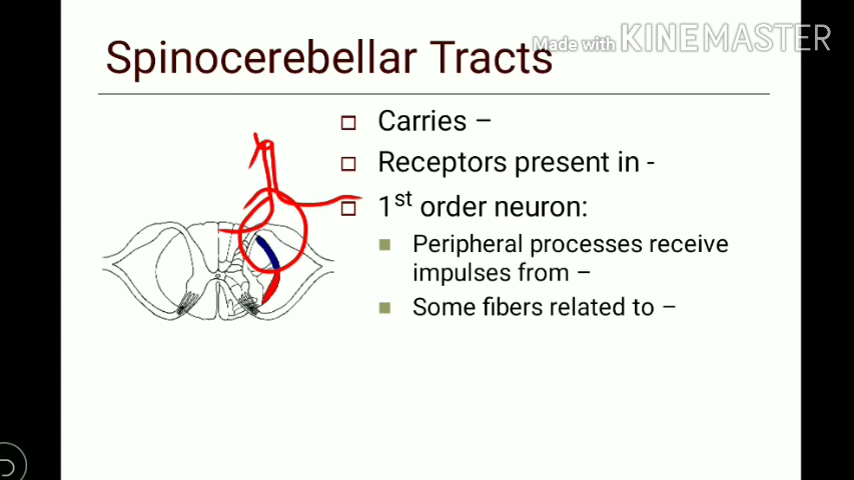 Spinocerebellar Tracts
Made with KINEMASTER
Carries –
Receptors present in -
1st order neuron:
Peripheral processes receive
impulses from –
Some fibers related to –